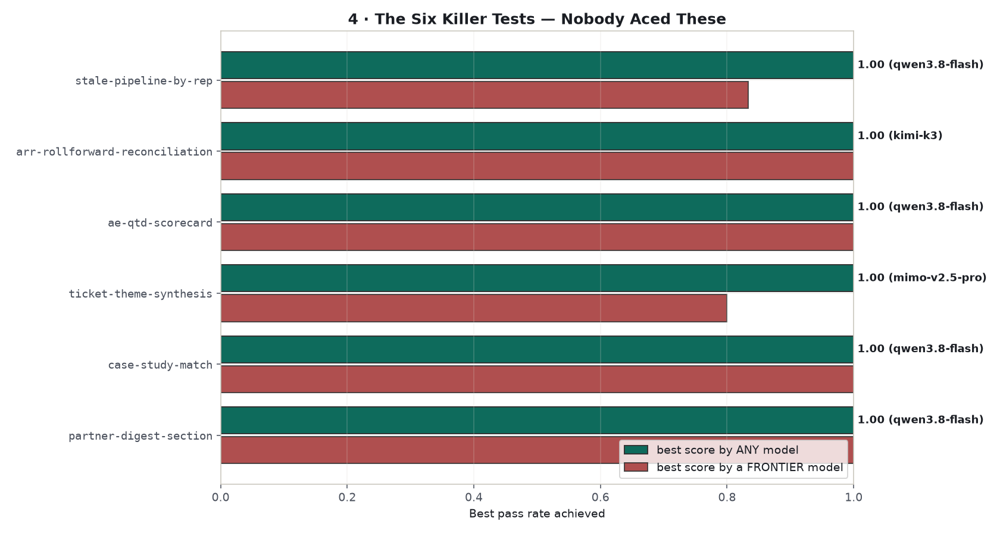 4 · The Six Killer Tests — Nobody Aced These
stale-pipeline-by-rep
1.00 (qwen3.8-flash)
arr-rollforward-reconciliation
1.00 (kimi-k3)
ae-qtd-scorecard
1.00 (qwen3.8-flash)
ticket-theme-synthesis
1.00 (mimo-v2.5-pro)
case-study-match
1.00 (qwen3.8-flash)
partner-digest-section
1.00 (qwen3.8-flash)
best score by ANY model
best score by a FRONTIER model
0.0 0.2 0.4 0.6 0.8 1.0
Best pass rate achieved